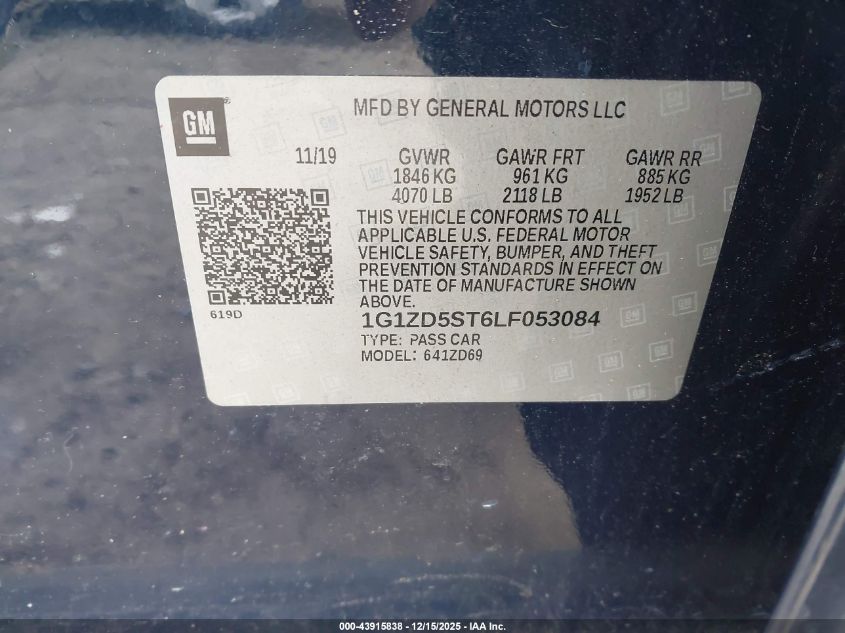 GM
MFD BY GENERAL MOTORS LLC
11/19 GVWR GAWR FRT GAWR RR
1846 KG 961 KG 885 KG
4070 LB 2118 LB 1952 LB
THIS VEHICLE CONFORMS TO ALL
APPLICABLE U.S. FEDERAL MOTOR
VEHICLE SAFETY, BUMPER, AND THEFT
PREVENTION STANDARDS IN EFFECT ON
THE DATE OF MANUFACTURE SHOWN
ABOVE.
619D
1G1ZD5ST6LF053084
TYPE: PASS CAR
MODEL: 641ZD69
000-43915838 - 12/15/2025 - IAA Inc.